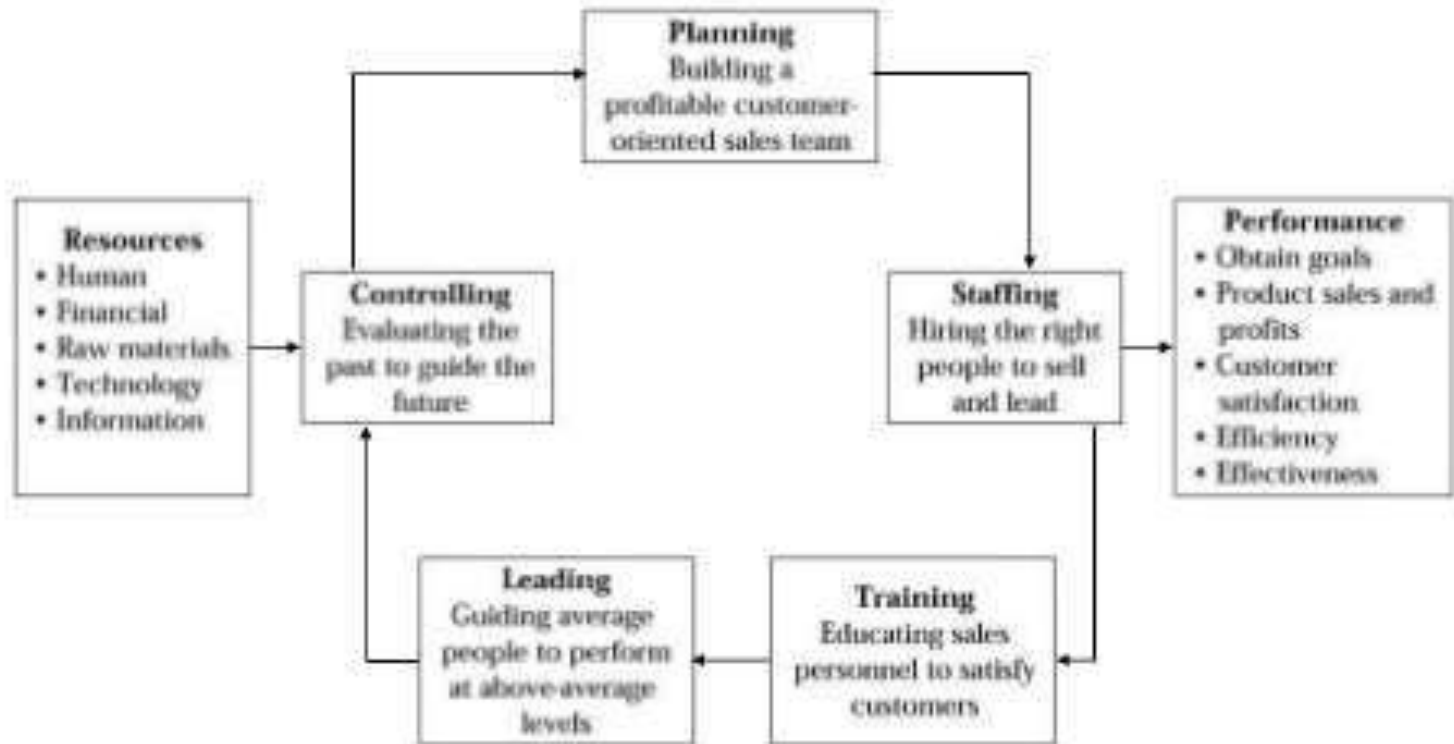 Planning
Building a
profitable customer-
oriented sales team
Resources
• Human
• Financial
• Raw materials
• Technology
• Information
Controlling
Evaluating the
past to guide the
future
Staffing
Hiring the right
people to sell
and lead
Performance
• Obtain goals
• Product sales and
profits
• Customer
satisfaction
• Efficiency
• Effectiveness
Leading
Guiding average
people to perform
at above-average
levels
Training
Educating sales
personnel to satisfy
customers